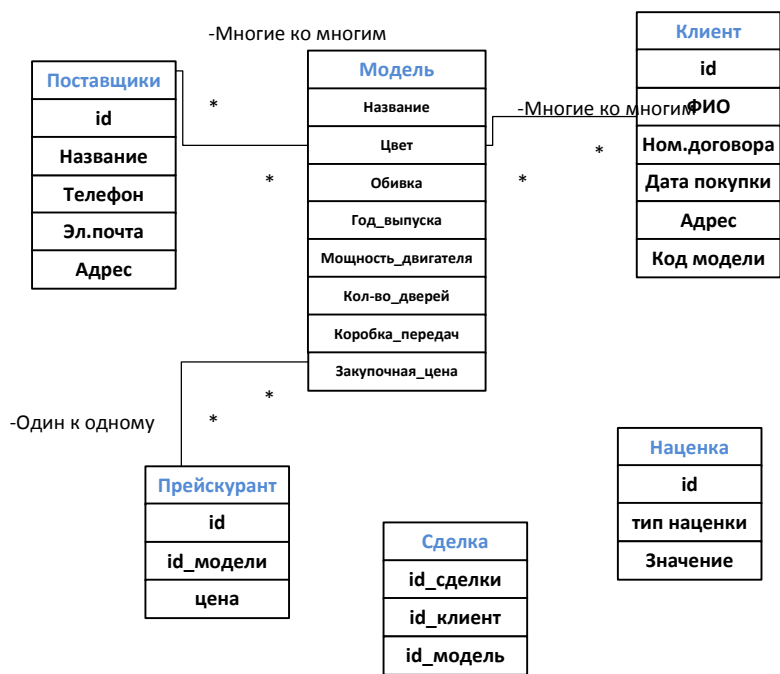 -Многие ко многим
Поставщики
id
Название
Телефон
Эл.почта
Адрес
*
*
Модель
Название
Цвет
Обивка
Год_выпуска
Мощность_двигателя
Кол-во_дверей
Коробка_передач
Закупочная_цена
-Многие ко многим
*
*
Клиент
id
ФИО
Ном.договора
Дата покупки
Адрес
Код модели
-Один к одному
*
*
Прейскурант
id
id_модели
цена
Сделка
id_сделки
id_клиент
id_модель
Наценка
id
тип наценки
Значение